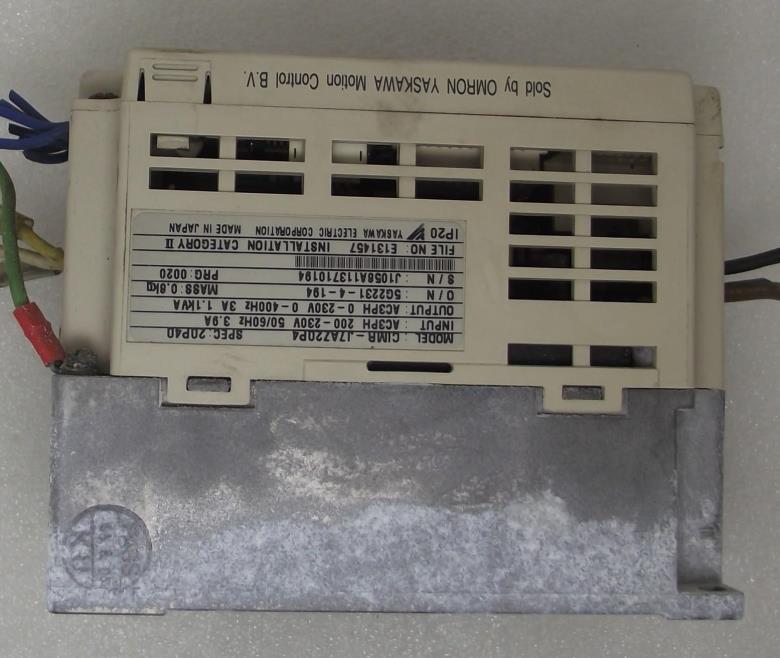 Sold by OMRON YASKAWA Motion Control B.V.
MODEL : CIMR-J7AZ20P4 SPEC: 20P40
INPUT : AC3PH 200-230V 50/60Hz 3.9A
OUTPUT : AC3PH 0-230V 0-400Hz 3A 1.1KVA
O / N : 5G2231-4-194 MASS: 0.8kg
S / N : J1058A113710194 PRG: 0020
FILE NO: E131457 INSTALLATION CATEGORY II
IP20 YASKAWA ELECTRIC CORPORATION MADE IN JAPAN